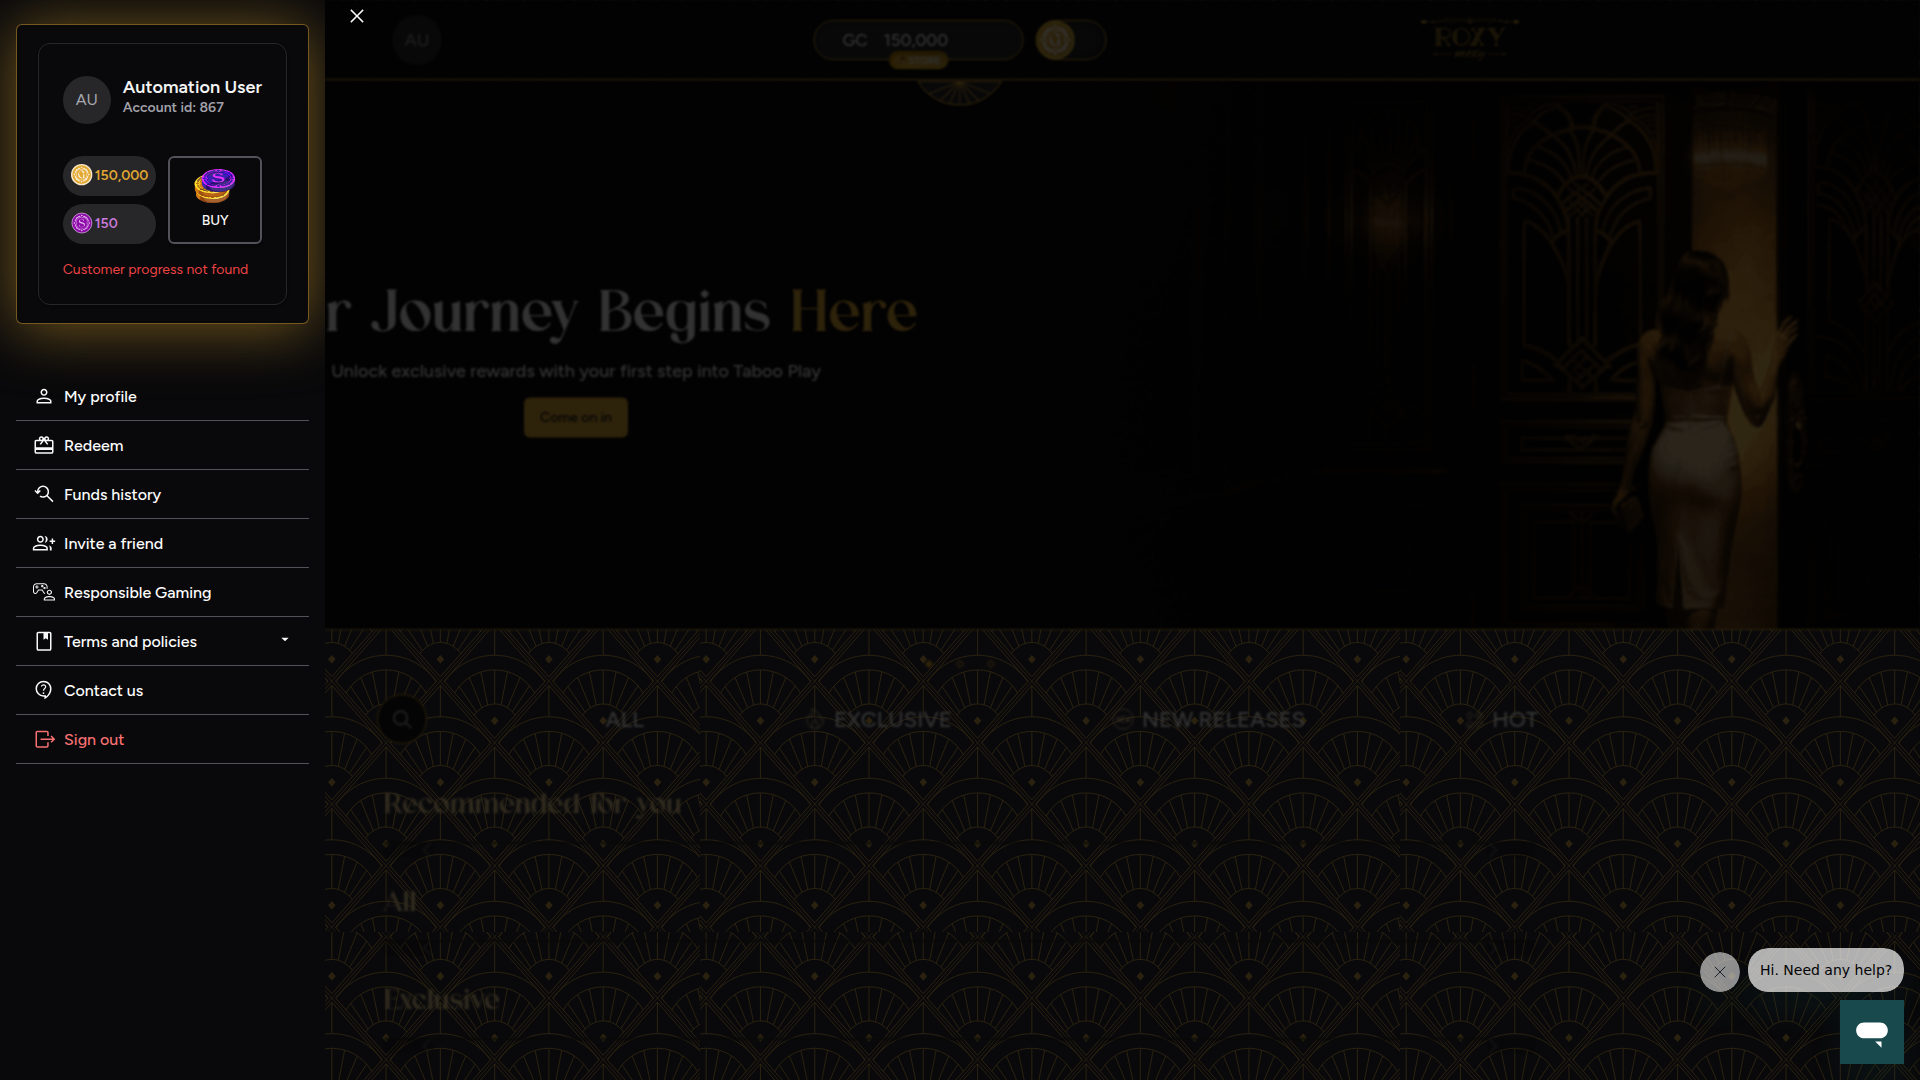 AU
Automation User
Account id: 867
150,000
150
BUY
Customer progress not found
My profile
Redeem
Funds history
Invite a friend
Responsible Gaming
Terms and policies
Contact us
Sign out
AU
GC 150,000
STORE
ROXY
r Journey Begins Here
Unlock exclusive rewards with your first step into Taboo Play
Come on in
ALL
EXCLUSIVE
NEW RELEASES
HOT
Recommended for you
All
Exclusive
Hi. Need any help?